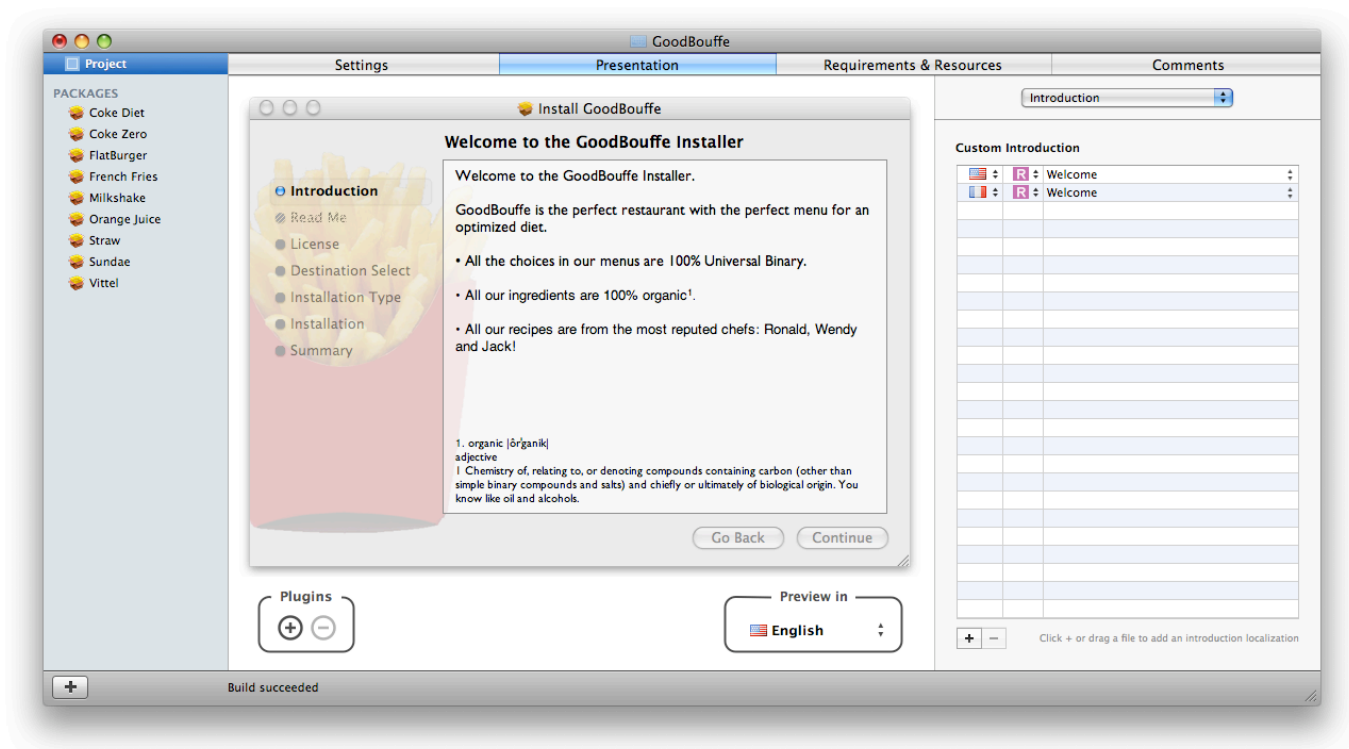 GoodBouffe
Project
Settings
Presentation
Requirements & Resources
Comments
PACKAGES
Coke Diet
Coke Zero
FlatBurger
French Fries
Milkshake
Orange Juice
Straw
Sundae
Vittel
Install GoodBouffe
Welcome to the GoodBouffe Installer
Introduction
Read Me
License
Destination Select
Installation Type
Installation
Summary
Welcome to the GoodBouffe Installer.
GoodBouffe is the perfect restaurant with the perfect menu for an
optimized diet.
• All the choices in our menus are 100% Universal Binary.
• All our ingredients are 100% organic¹.
• All our recipes are from the most reputed chefs: Ronald, Wendy
and Jack!
1. organic |ôrˈganik|
adjective
1 Chemistry of, relating to, or denoting compounds containing carbon (other than
simple binary compounds and salts) and chiefly or ultimately of biological origin. You
know like oil and alcohols.
Go Back
Continue
Plugins
Preview in
English
Introduction
Custom Introduction
R Welcome
R Welcome
Click + or drag a file to add an introduction localization
Build succeeded